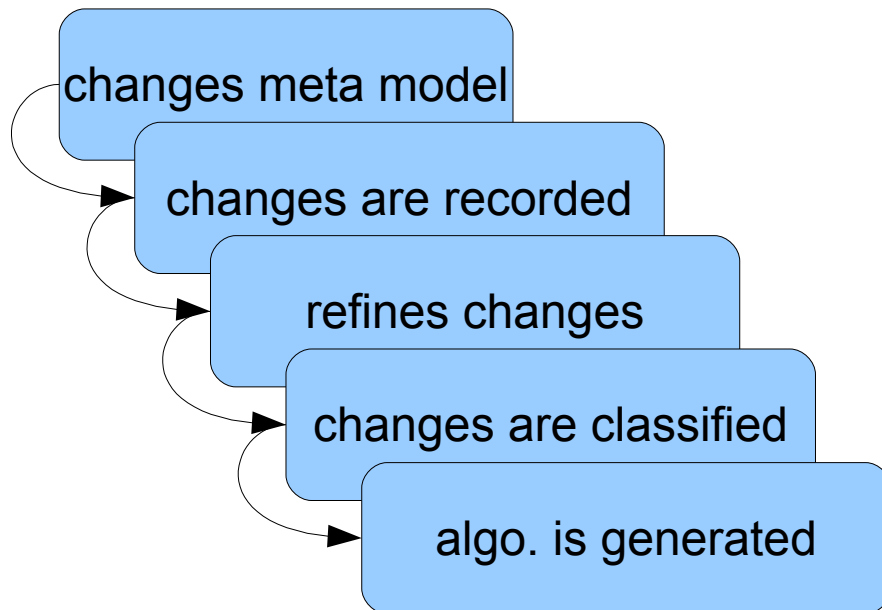 changes meta model
changes are recorded
refines changes
changes are classified
algo. is generated